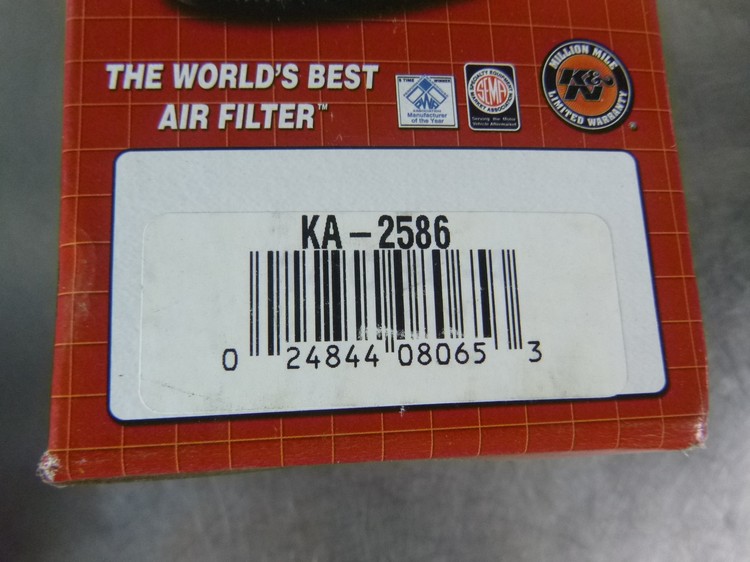 THE WORLD'S BEST
AIR FILTER™
Manufacturer
of the Year
SEMA
MILLION MILE
K&N
LIMITED WARRANTY
KA-2586
0 24844 08065 3